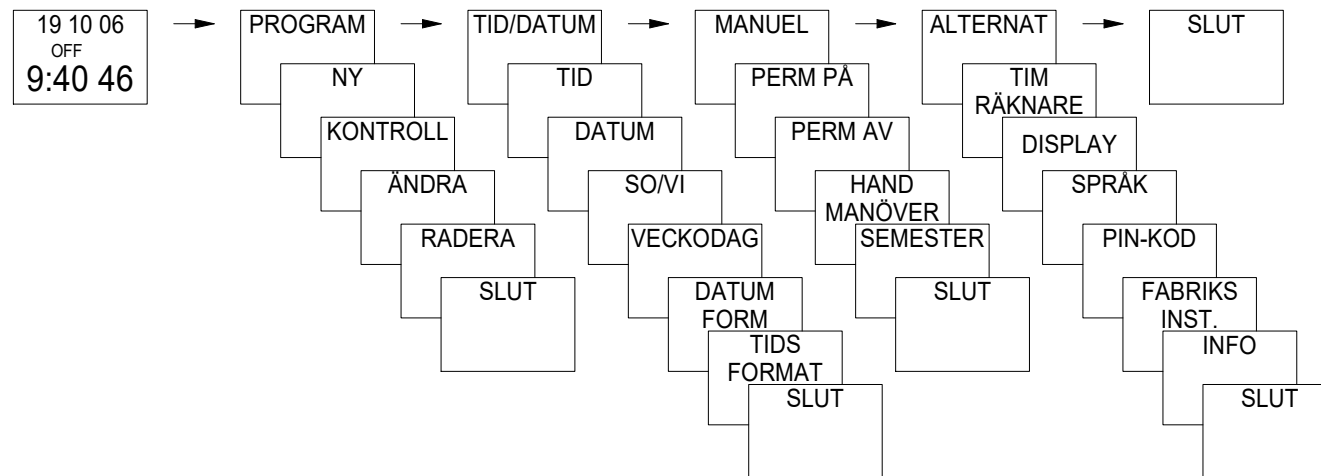 19 10 06
OFF
9:40 46
PROGRAM
NY
KONTROLL
ÄNDRA
RADERA
SLUT
TID/DATUM
TID
DATUM
SO/VI
VECKODAG
DATUM
FORM
TIDS
FORMAT
SLUT
MANUEL
PERM PÅ
PERM AV
HAND
MANÖVER
SEMESTER
SLUT
ALTERNAT
TIM
RÄKNARE
DISPLAY
SPRÅK
PIN-KOD
FABRIKS
INST.
INFO
SLUT
SLUT